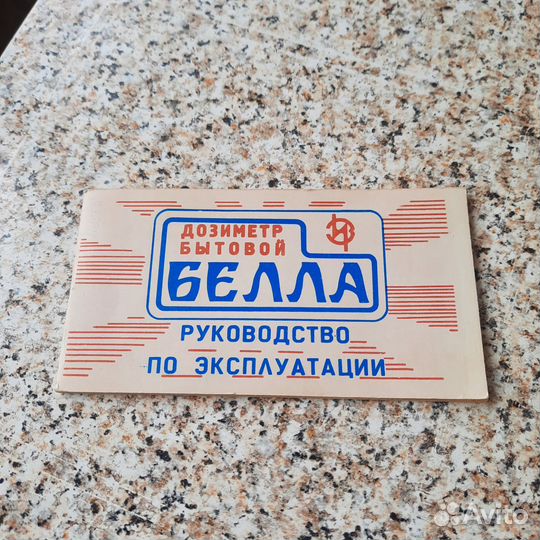 ДОЗИМЕТР
БЫТОВОЙ
БЕЛЛА
РУКОВОДСТВО
ПО ЭКСПЛУАТАЦИИ
Avito